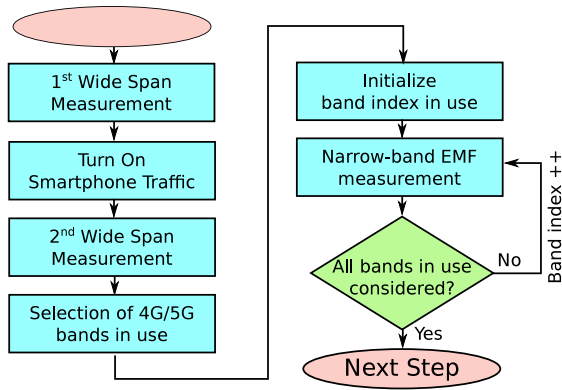 1st Wide Span
Measurement
Turn On
Smartphone Traffic
2nd Wide Span
Measurement
Selection of 4G/5G
bands in use
Initialize
band index in use
Narrow-band EMF
measurement
All bands in use
considered?
No
Band index ++
Yes
Next Step